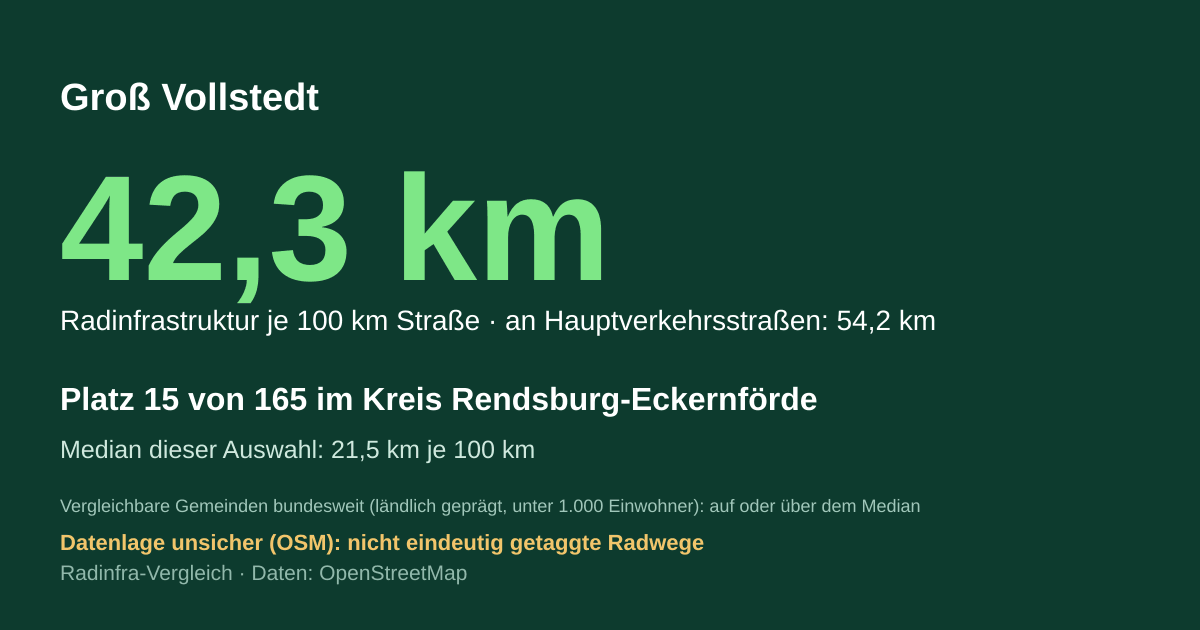 Groß Vollstedt
42,3 km
Radinfrastruktur je 100 km Straße · an Hauptverkehrsstraßen: 54,2 km
Platz 15 von 165 im Kreis Rendsburg-Eckernförde
Median dieser Auswahl: 21,5 km je 100 km
Vergleichbare Gemeinden bundesweit (ländlich geprägt, unter 1.000 Einwohner): auf oder über dem Median
Datenlage unsicher (OSM): nicht eindeutig getaggte Radwege
Radinfra-Vergleich · Daten: OpenStreetMap